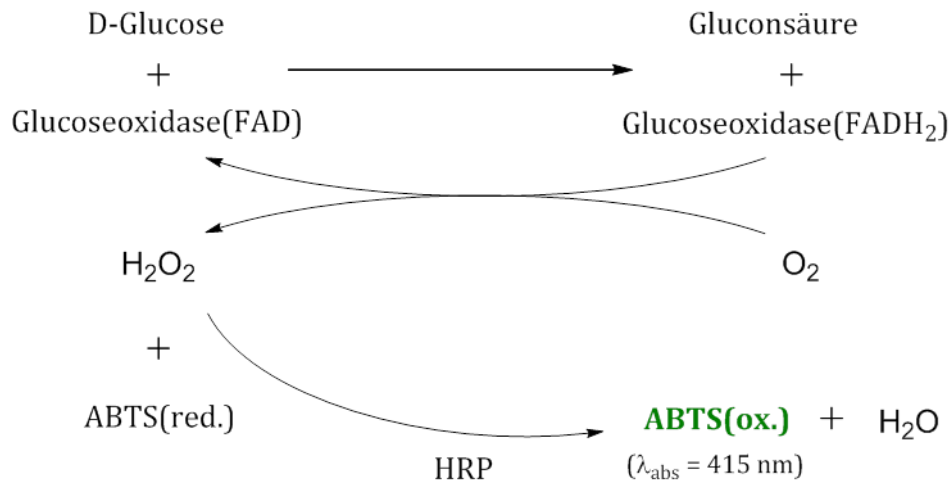 D-Glucose Gluconsäure
+ +
Glucoseoxidase(FAD) Glucoseoxidase(FADH₂)
H₂O₂ O₂
+
ABTS(red.) ABTS(ox.) + H₂O
HRP (λabs = 415 nm)